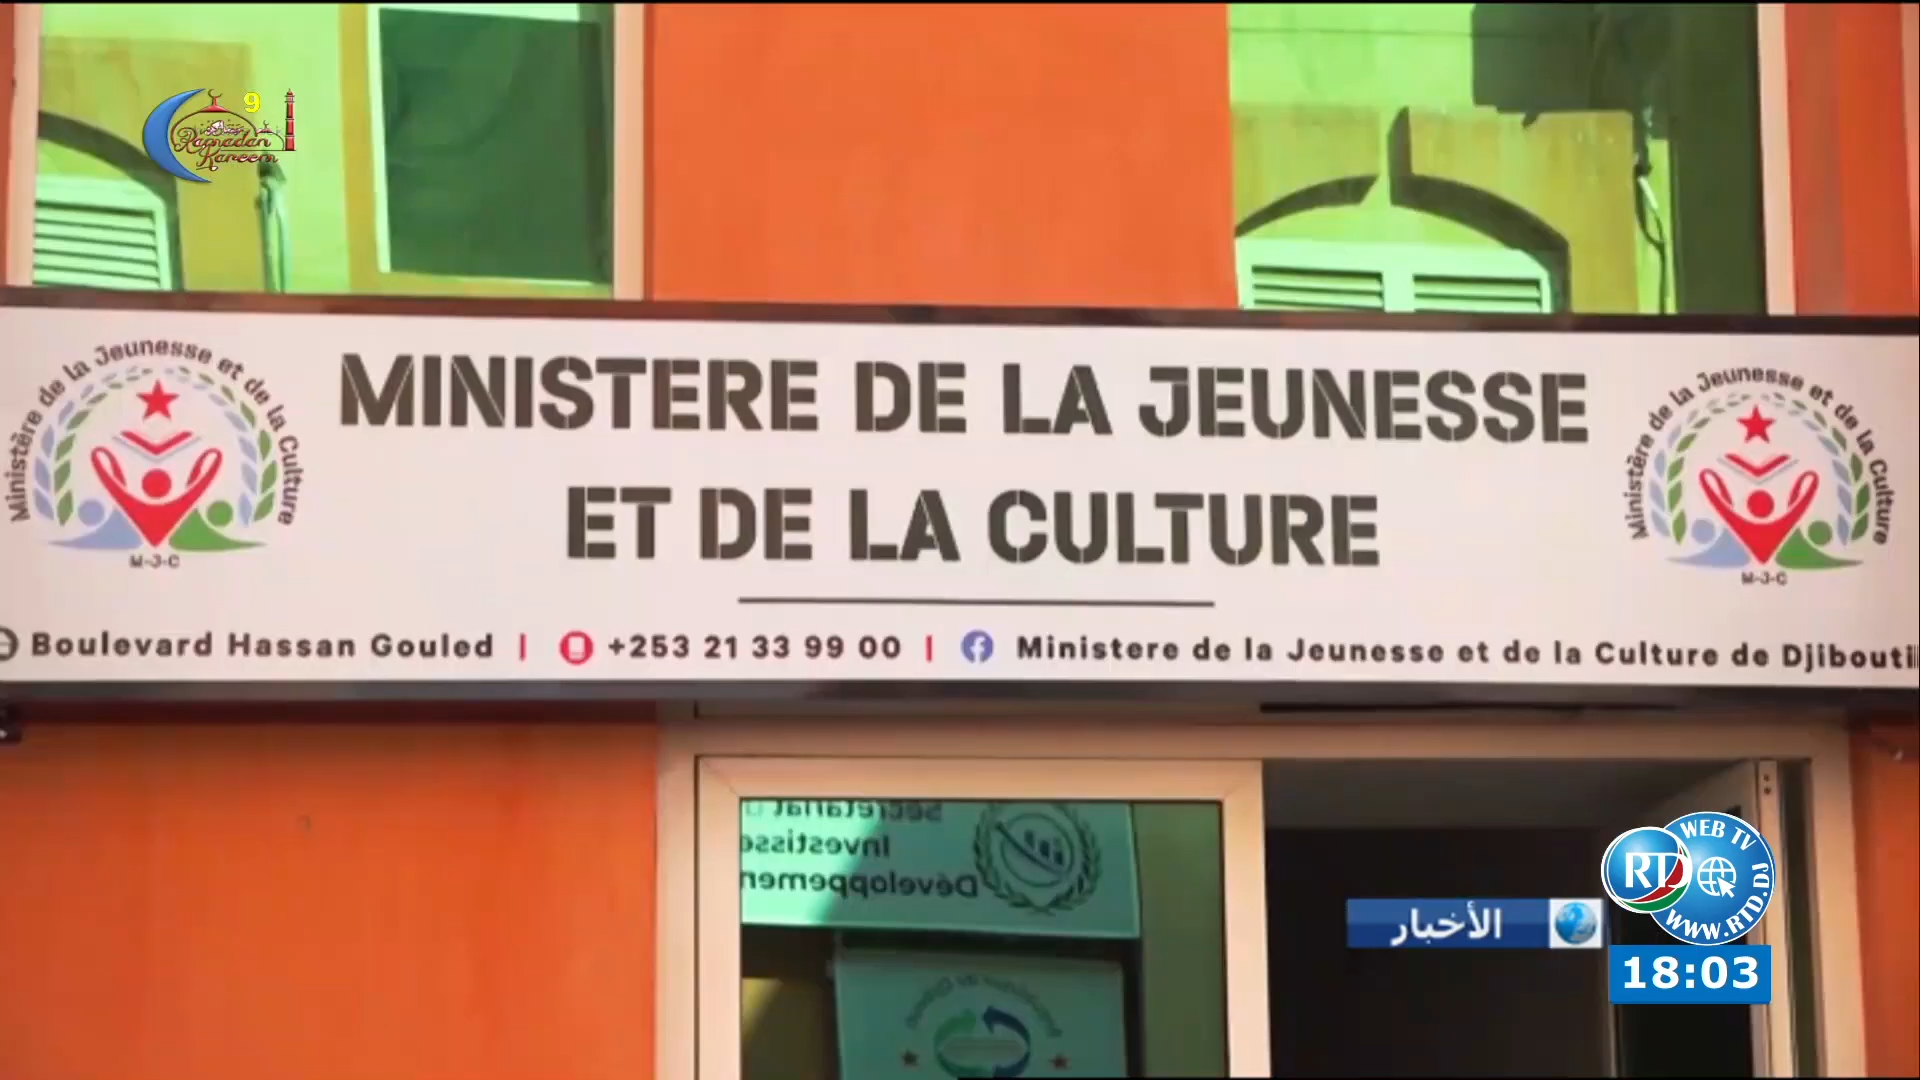 9
Ramadan
Kareem
Ministère de la Jeunesse et de la Culture
M-J-C
MINISTERE DE LA JEUNESSE
ET DE LA CULTURE
Ministère de la Jeunesse et de la Culture
M-J-C
Boulevard Hassan Gouled | +253 21 33 99 00 | Ministere de la Jeunesse et de la Culture de Djibouti
Secrétariat
Investisse
Développemen
الأخبار
WEB TV
RTD
WWW.RTD.DJ
18:03